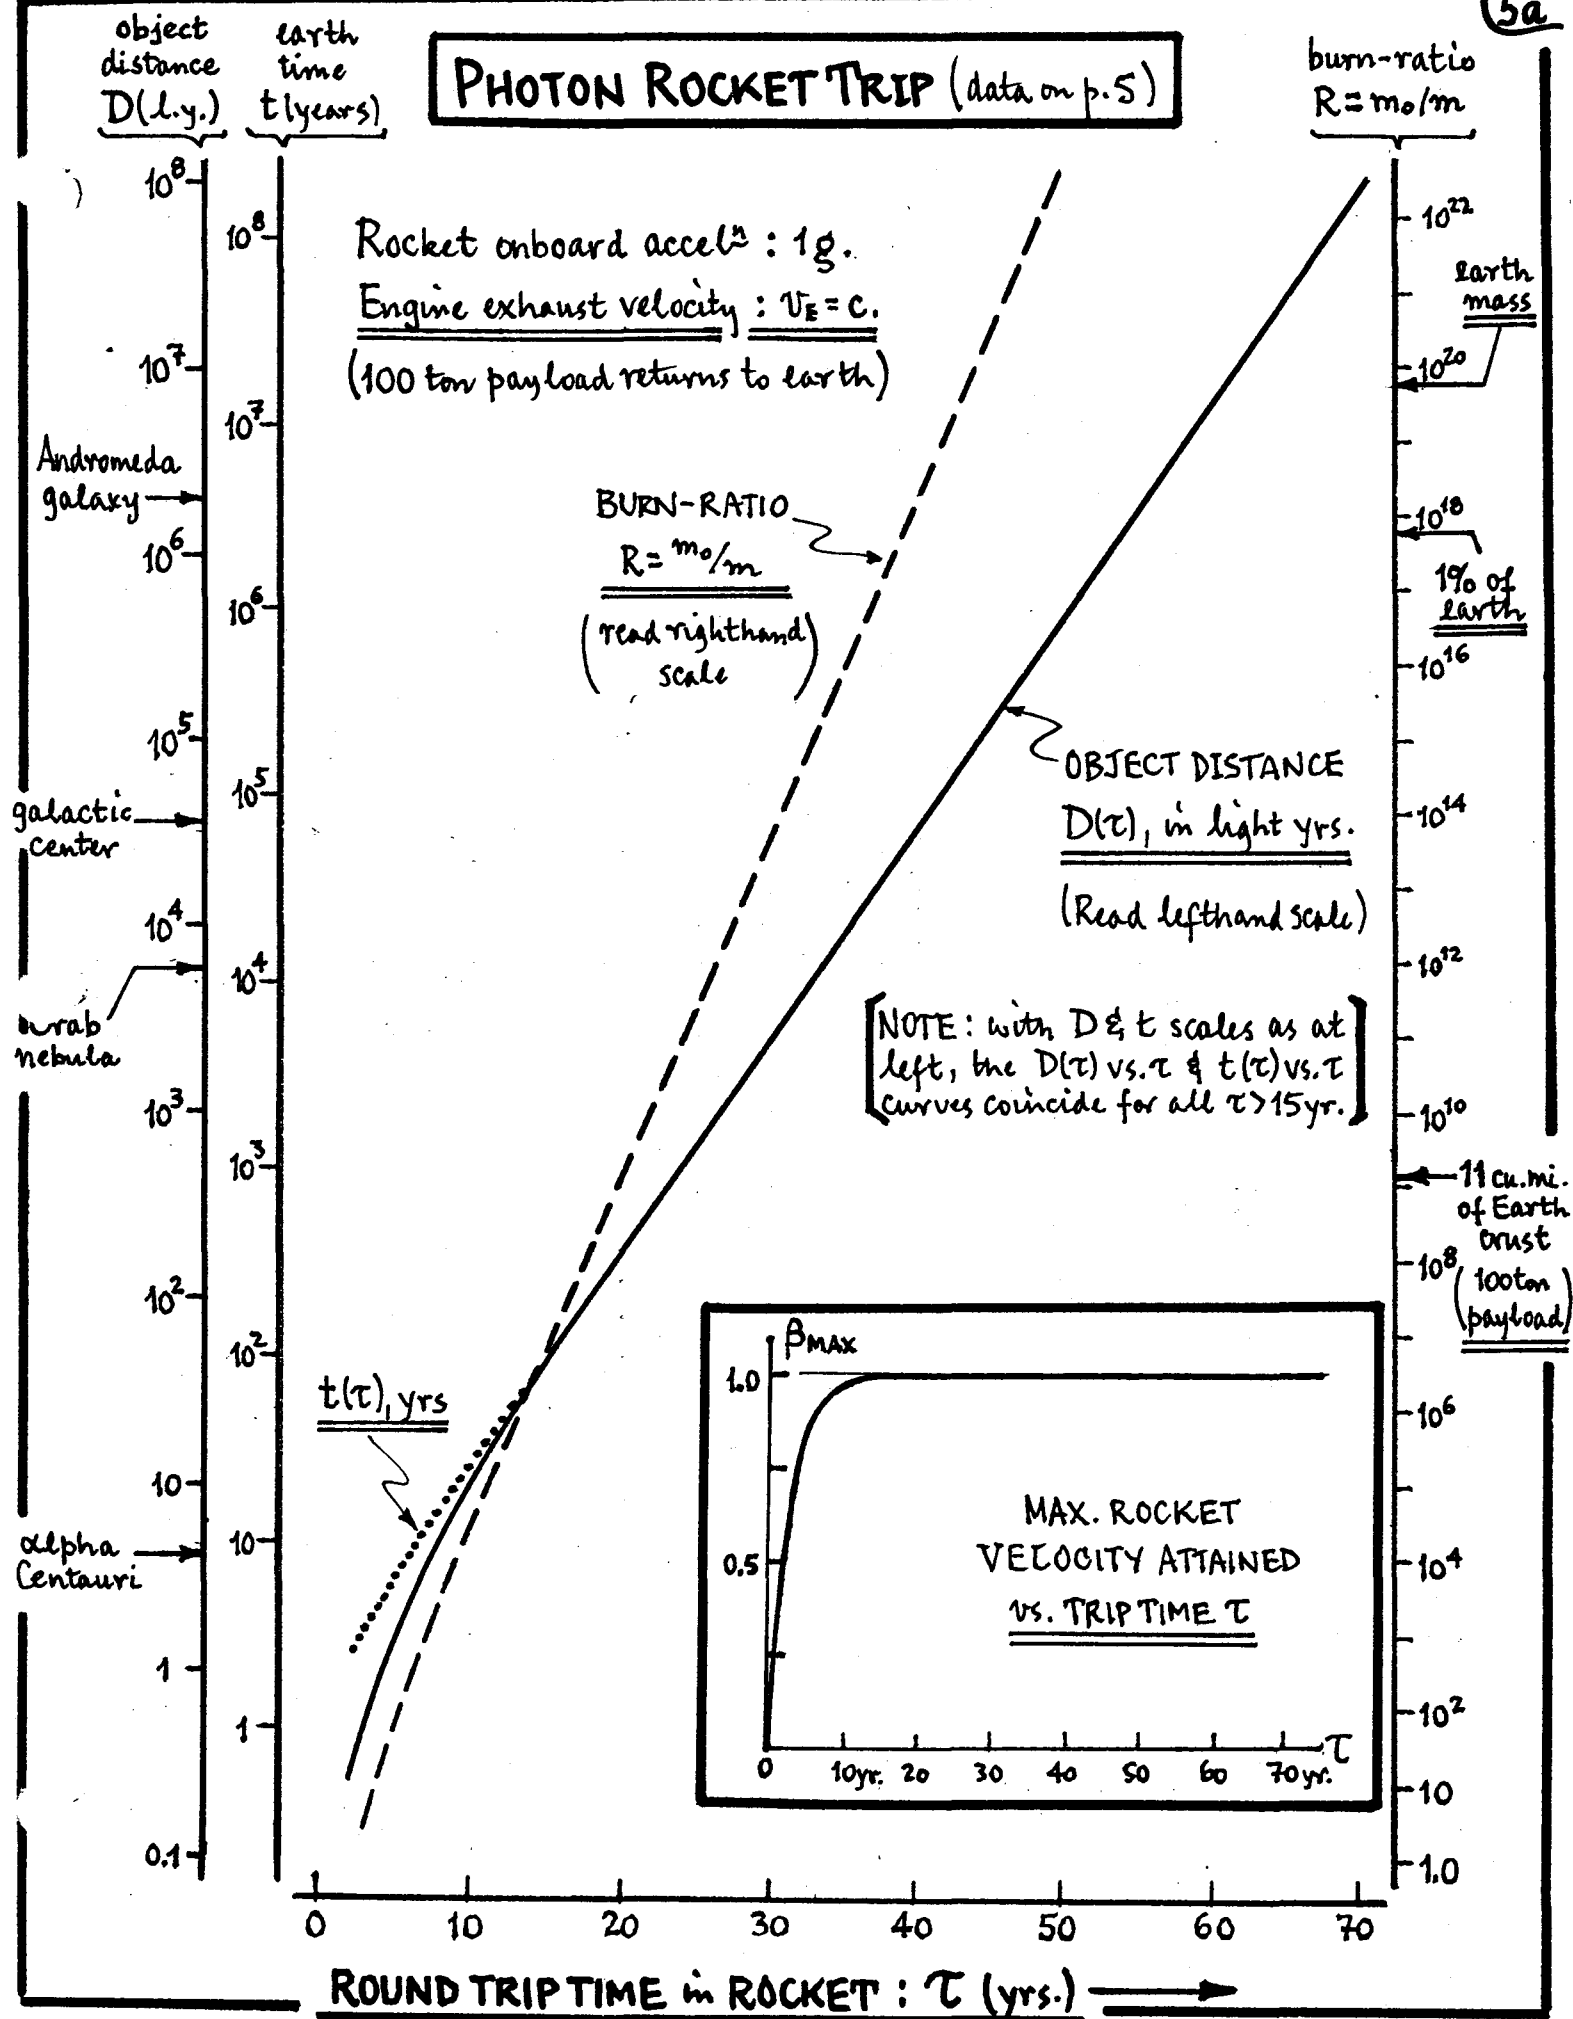 5a
object
distance
D(l.y.)
earth
time
t(years)
PHOTON ROCKET TRIP (data on p.5)
burn-ratio
R = m₀/m
10⁸
10⁷
Andromeda
galaxy
10⁶
10⁵
galactic
center
10⁴
crab
nebula
10³
10²
10
alpha
Centauri
1
0.1
10⁸
10⁷
10⁶
10⁵
10⁴
10³
10²
10
1
Rocket onboard accelⁿ : 1g.
Engine exhaust velocity : v_E = c.
(100 ton payload returns to earth)
BURN-RATIO
R = m₀/m
(read righthand
scale)
OBJECT DISTANCE
D(τ), in light yrs.
(Read lefthand scale)
[NOTE: with D & t scales as at
left, the D(τ) vs. τ & t(τ) vs. τ
curves coincide for all τ > 15 yr.]
t(τ), yrs
10²²
earth
mass
10²⁰
10¹⁸
1% of
earth
10¹⁶
10¹⁴
10¹²
10¹⁰
11 cu.mi.
of Earth
crust
10⁸
(100 ton
payload)
10⁶
10⁴
10²
10
1.0
β MAX
1.0
0.5
MAX. ROCKET
VELOCITY ATTAINED
vs. TRIP TIME τ
0 10yr. 20 30 40 50 60 70yr. τ
0 10 20 30 40 50 60 70
ROUND TRIP TIME in ROCKET : τ (yrs.)